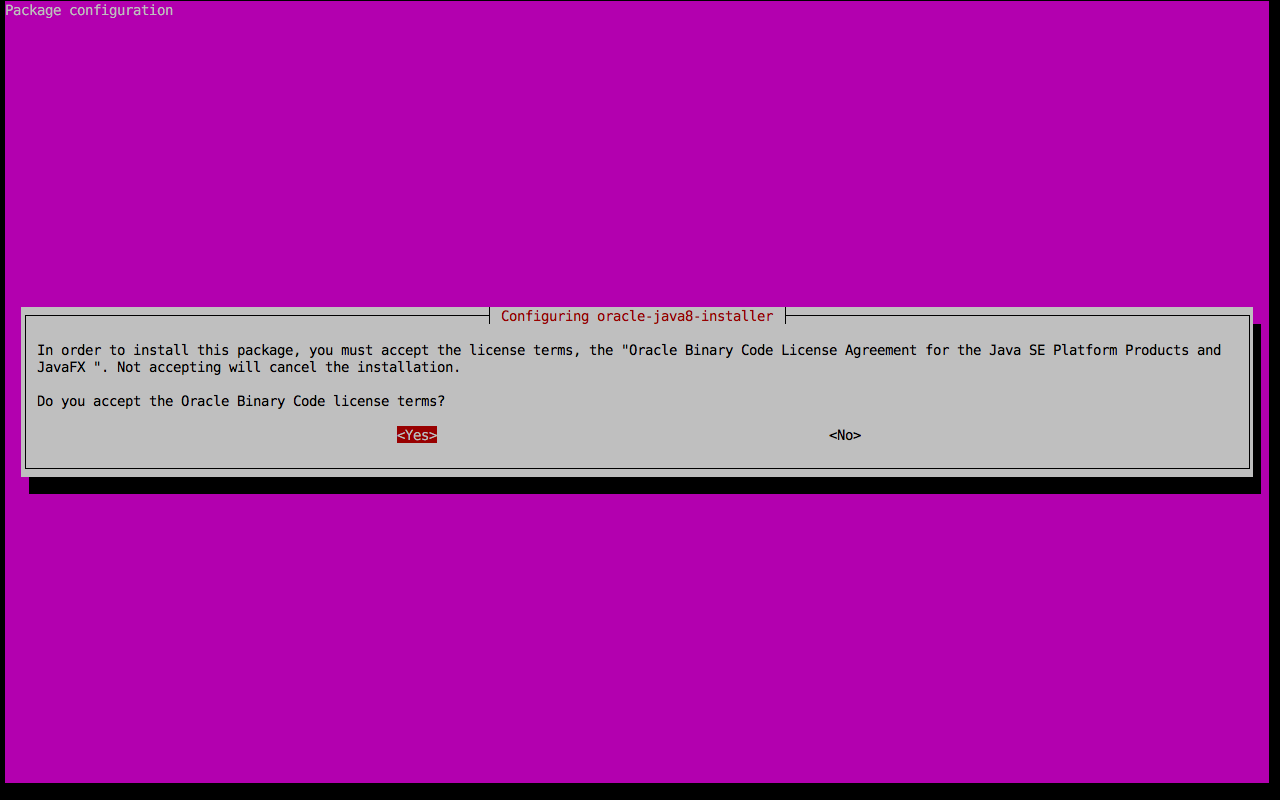 Package configuration
Configuring oracle-java8-installer
In order to install this package, you must accept the license terms, the "Oracle Binary Code License Agreement for the Java SE Platform Products and
JavaFX ". Not accepting will cancel the installation.
Do you accept the Oracle Binary Code license terms?
<Yes> <No>